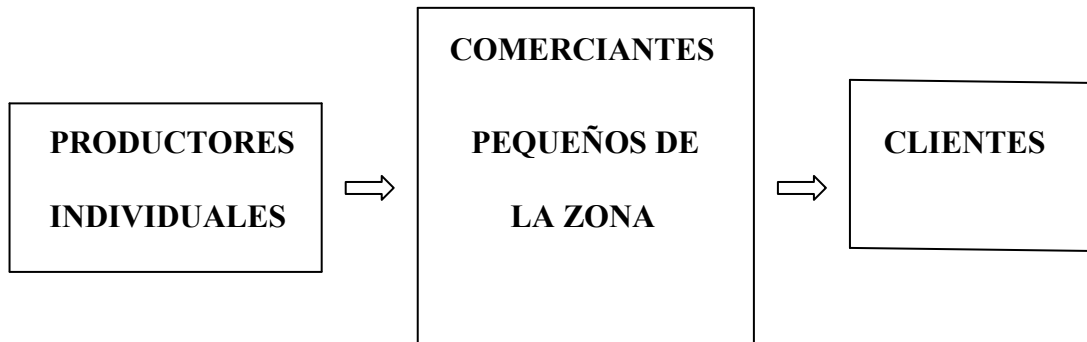 PRODUCTORES
INDIVIDUALES
COMERCIANTES
PEQUEÑOS DE
LA ZONA
CLIENTES